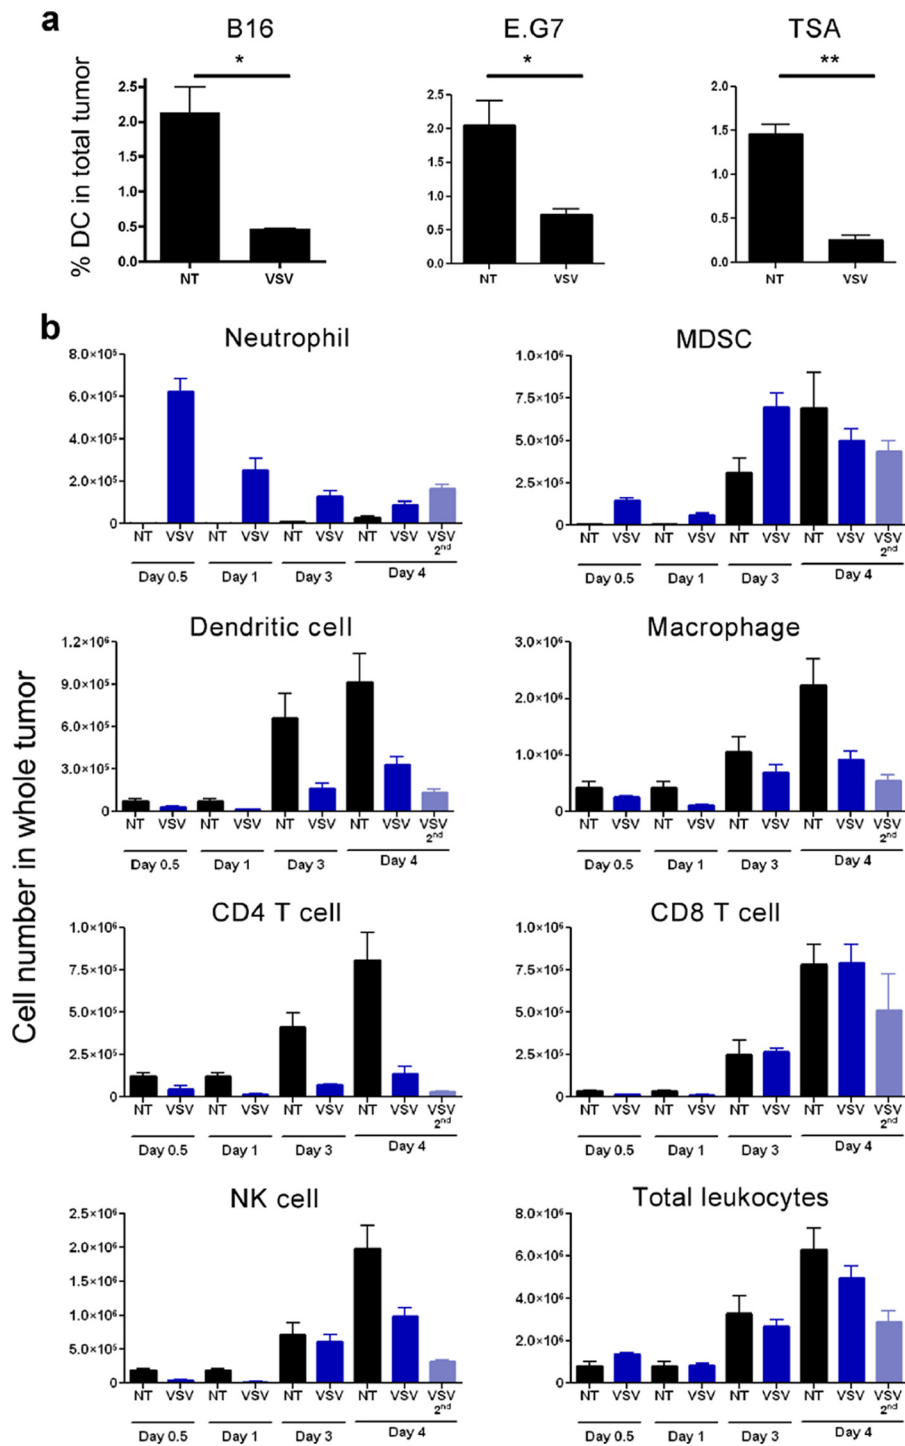 a
B16
E.G7
TSA
*
*
**
% DC in total tumor
2.5
2.0
1.5
1.0
0.5
0.0
NT VSV
2.5
2.0
1.5
1.0
0.5
0.0
NT VSV
2.0
1.5
1.0
0.5
0.0
NT VSV
b
Cell number in whole tumor
Neutrophil
8.0×10⁵
6.0×10⁵
4.0×10⁵
2.0×10⁵
0
NT VSV NT VSV NT VSV NT VSV VSV
2nd
Day 0.5 Day 1 Day 3 Day 4
MDSC
1.0×10⁶
7.5×10⁵
5.0×10⁵
2.5×10⁵
0
NT VSV NT VSV NT VSV NT VSV VSV
2nd
Day 0.5 Day 1 Day 3 Day 4
Dendritic cell
1.2×10⁶
9.0×10⁵
6.0×10⁵
3.0×10⁵
0
NT VSV NT VSV NT VSV NT VSV VSV
2nd
Day 0.5 Day 1 Day 3 Day 4
Macrophage
3.0×10⁶
2.0×10⁶
1.0×10⁶
0
NT VSV NT VSV NT VSV NT VSV VSV
2nd
Day 0.5 Day 1 Day 3 Day 4
CD4 T cell
1.0×10⁶
7.5×10⁵
5.0×10⁵
2.5×10⁵
0
NT VSV NT VSV NT VSV NT VSV VSV
2nd
Day 0.5 Day 1 Day 3 Day 4
CD8 T cell
1.0×10⁶
7.5×10⁵
5.0×10⁵
2.5×10⁵
0
NT VSV NT VSV NT VSV NT VSV VSV
2nd
Day 0.5 Day 1 Day 3 Day 4
NK cell
2.5×10⁶
2.0×10⁶
1.5×10⁶
1.0×10⁶
5.0×10⁵
0
NT VSV NT VSV NT VSV NT VSV VSV
2nd
Day 0.5 Day 1 Day 3 Day 4
Total leukocytes
8.0×10⁶
6.0×10⁶
4.0×10⁶
2.0×10⁶
0
NT VSV NT VSV NT VSV NT VSV VSV
2nd
Day 0.5 Day 1 Day 3 Day 4